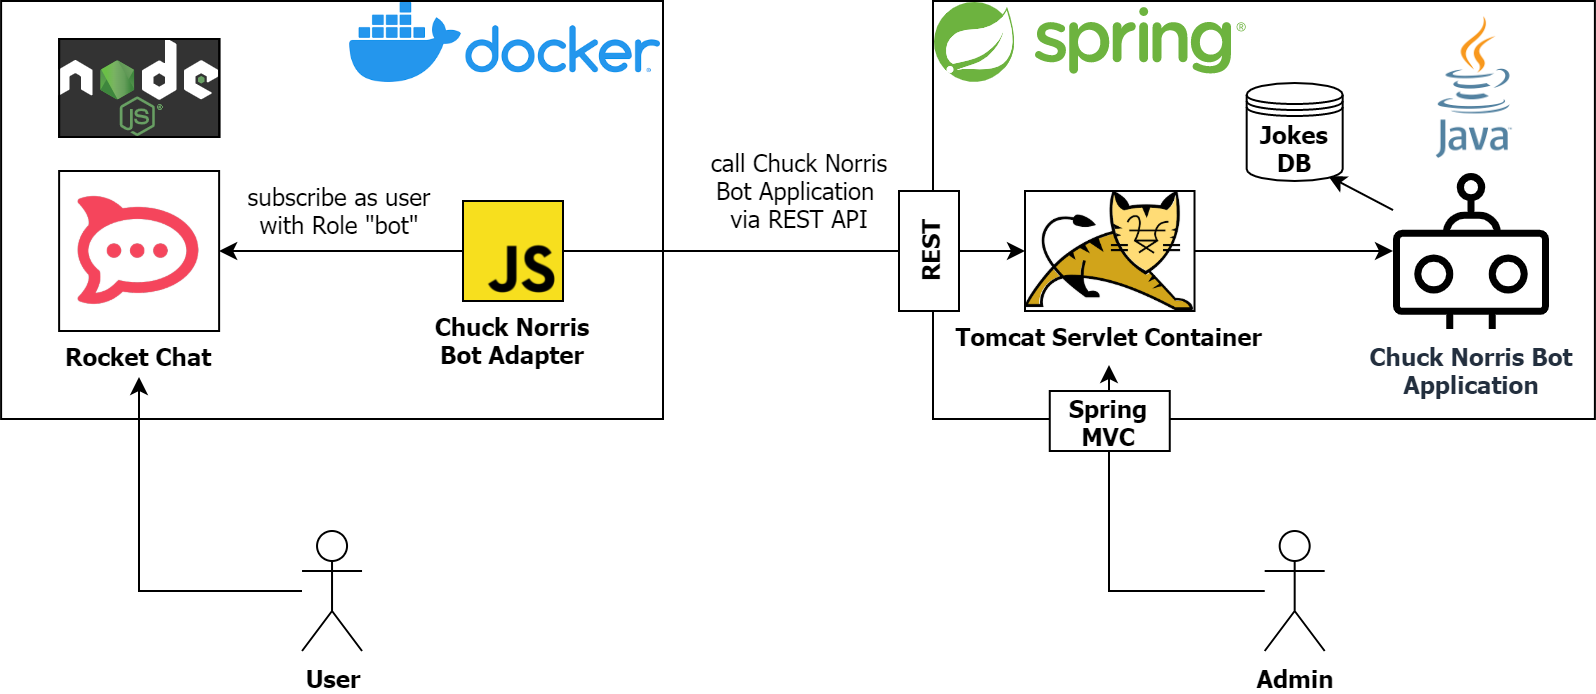 node
JS
docker
spring
Java
Jokes
DB
call Chuck Norris
Bot Application
via REST API
subscribe as user
with Role "bot"
JS
REST
Rocket Chat
Chuck Norris
Bot Adapter
Tomcat Servlet Container
Chuck Norris Bot
Application
Spring
MVC
User
Admin